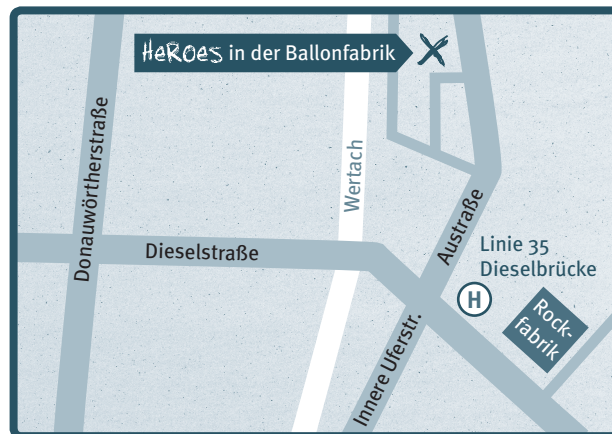 HeROes in der Ballonfabrik
Donauwörtherstraße
Wertach
Dieselstraße
Austraße
Linie 35
Dieselbrücke
H
Rock-
fabrik
Innere Uferstr.